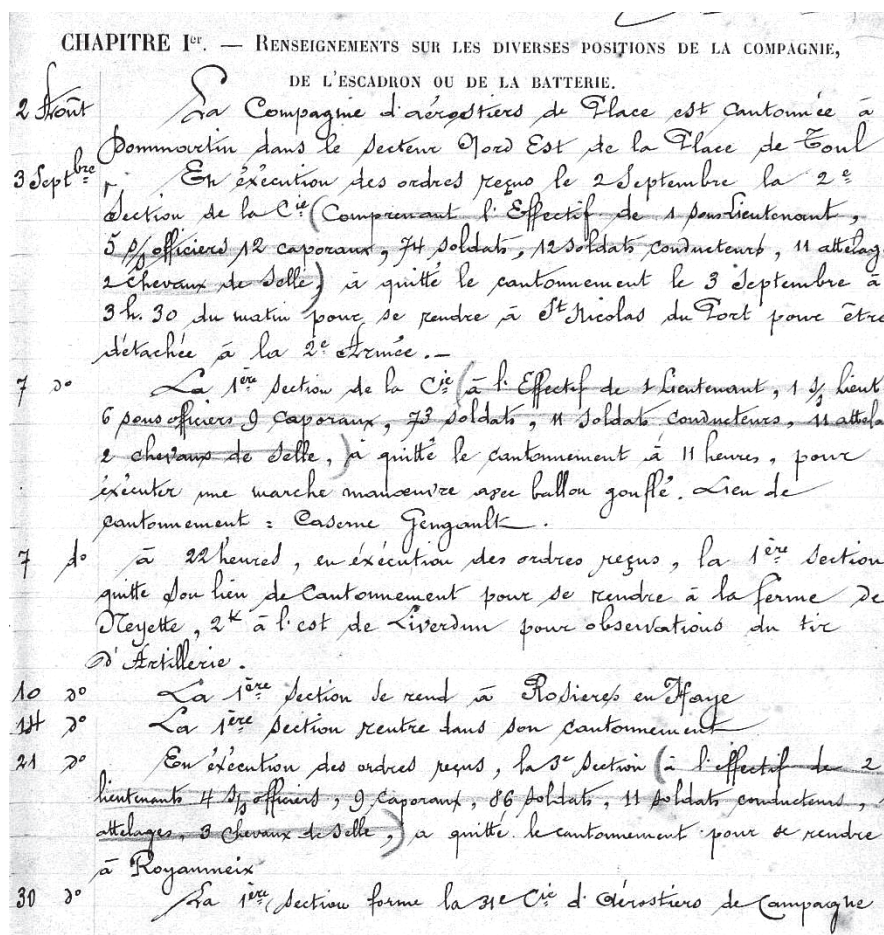 CHAPITRE Ier. — RENSEIGNEMENTS SUR LES DIVERSES POSITIONS DE LA COMPAGNIE,
DE L'ESCADRON OU DE LA BATTERIE.
2 Août La Compagnie d'aérostiers de Place est cantonnée à
Dommartin dans le secteur Nord Est de la Place de Toul
3 Septbre En éxécution des ordres reçus le 2 Septembre la 2e
Section de la Cie (Comprenant l'Effectif de 1 sous Lieutenant,
5 s/officiers 12 caporaux, 74 soldats, 12 soldats conducteurs, 11 attelag
2 chevaux de selle) à quitté le cantonnement le 3 Septembre à
3h.30 du matin pour se rendre à St Nicolas du Port pour être
détachée à la 2e Armée.—
7 do La 1ère Section de la Cie (à l'Effectif de 1 Lieutenant, 1 s/ Lieut
6 sous officiers 9 Caporaux, 73 soldats, 11 soldats conducteurs, 11 attela
2 chevaux de selle,) à quitté le cantonnement à 11 heures, pour
éxécuter une marche manœuvre avec ballon gonflé. Lieu de
cantonnement : Caserne Gengoult.
7 do à 22 heures, en éxécution des ordres reçus, la 1ère Section
quitte son lieu de Cantonnement pour se rendre à la ferme de
Neyette, 2k à l'est de Liverdun pour observations du tir
d'Artillerie.
10 do La 1ère Section se rend à Rosieres en Haye
14 do La 1ère Section rentre dans son cantonnement
21 do En éxécution des ordres reçus, la 3e Section (à l'effectif de 2
lieutenants 4 s/officiers, 9 Caporaux, 86 soldats, 11 soldats conducteurs,
attelages, 3 chevaux de selle,) a quitté le cantonnement pour se rendre
à Royaumeix
30 do La 1ère Section forme la 31e Cie d'Aérostiers de Campagne